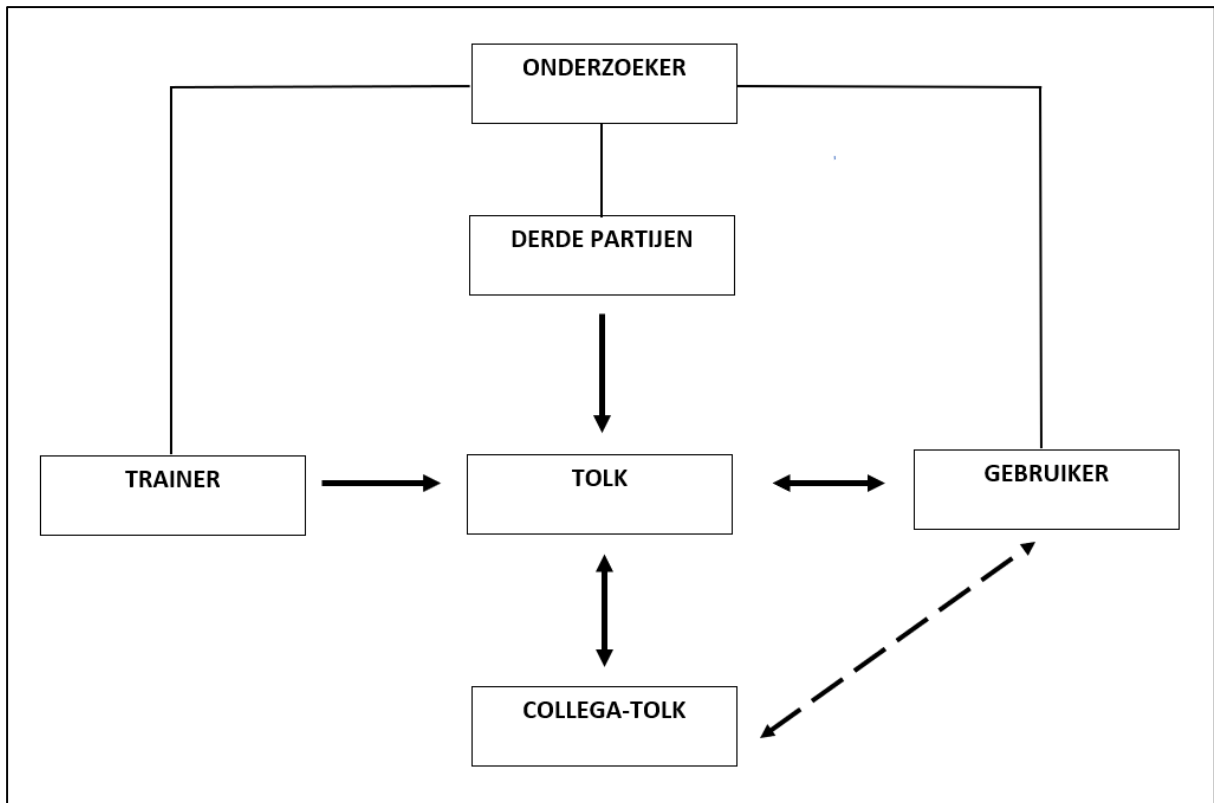 ONDERZOEKER
DERDE PARTIJEN
TRAINER
TOLK
GEBRUIKER
COLLEGA-TOLK